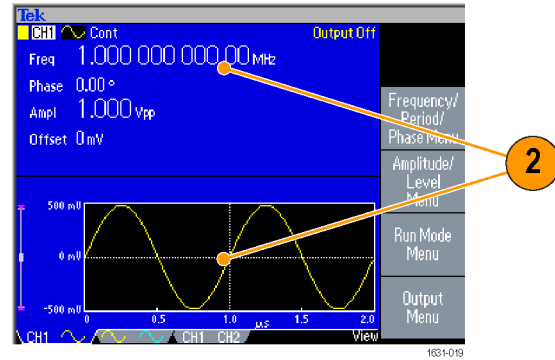 Tek
CH1 Cont Output Off
Freq 1.000 000 000 00 MHz
Phase 0.00 °
Ampl 1.000 Vpp
Offset 0 mV
Frequency/
Period/
Phase Menu
Amplitude/
Level
Menu
Run Mode
Menu
Output
Menu
2
500 mV
0 mV
-500 mV
0 0.5 1.0 µs 1.5 2.0
CH1 CH1 CH2 View
1631-019